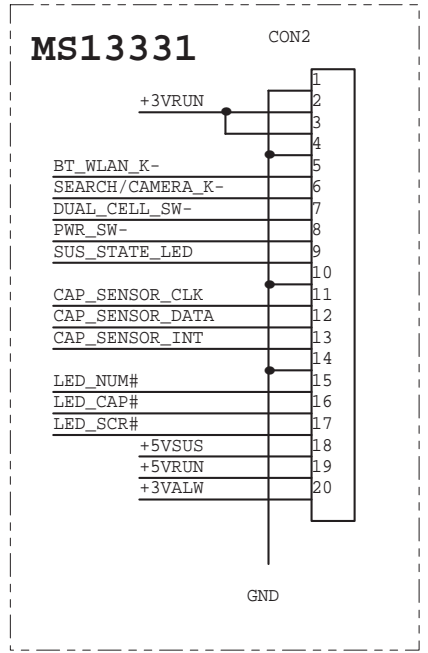 MS13331
CON2
1
+3VRUN 2
3
4
BT_WLAN_K- 5
SEARCH/CAMERA_K- 6
DUAL_CELL_SW- 7
PWR_SW- 8
SUS_STATE_LED 9
10
CAP_SENSOR_CLK 11
CAP_SENSOR_DATA 12
CAP_SENSOR_INT 13
14
LED_NUM# 15
LED_CAP# 16
LED_SCR# 17
+5VSUS 18
+5VRUN 19
+3VALW 20
GND